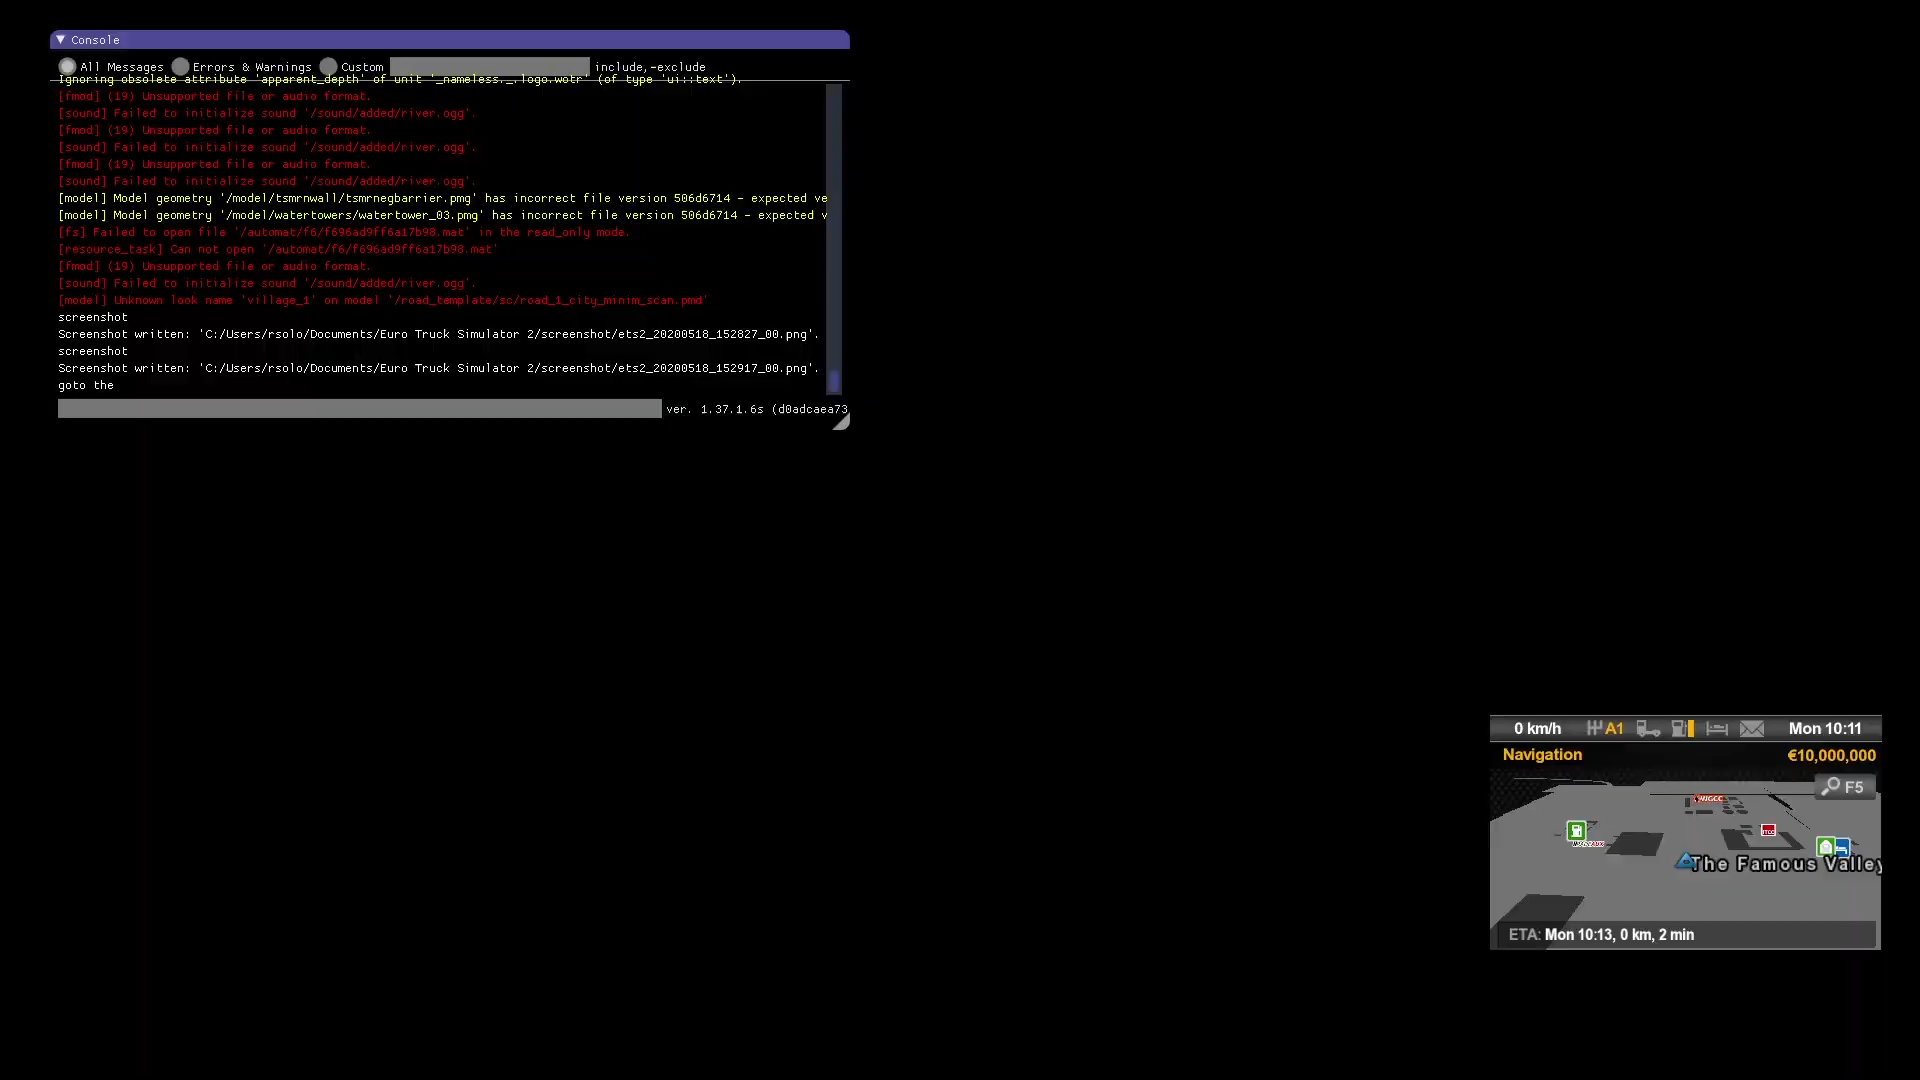 Console
All Messages Errors & Warnings Custom include,-exclude
Ignoring obsolete attribute 'apparent_depth' of unit '_nameless._.logo.wotr' (of type 'ui::text').
[fmod] (19) Unsupported file or audio format.
[sound] Failed to initialize sound '/sound/added/river.ogg'.
[fmod] (19) Unsupported file or audio format.
[sound] Failed to initialize sound '/sound/added/river.ogg'.
[fmod] (19) Unsupported file or audio format.
[sound] Failed to initialize sound '/sound/added/river.ogg'.
[model] Model geometry '/model/tsmrnwall/tsmrnegbarrier.pmg' has incorrect file version 506d6714 - expected ve
[model] Model geometry '/model/watertowers/watertower_03.pmg' has incorrect file version 506d6714 - expected v
[fs] Failed to open file '/automat/f6/f696ad9ff6a17b98.mat' in the read_only mode.
[resource_task] Can not open '/automat/f6/f696ad9ff6a17b98.mat'
[fmod] (19) Unsupported file or audio format.
[sound] Failed to initialize sound '/sound/added/river.ogg'.
[model] Unknown look name 'village_1' on model '/road_template/sc/road_1_city_minim_scan.pmd'
screenshot
Screenshot written: 'C:/Users/rsolo/Documents/Euro Truck Simulator 2/screenshot/ets2_20200518_152827_00.png'.
screenshot
Screenshot written: 'C:/Users/rsolo/Documents/Euro Truck Simulator 2/screenshot/ets2_20200518_152917_00.png'.
goto the
ver. 1.37.1.6s (d0adcaea73
0 km/h A1 Mon 10:11
Navigation €10,000,000
F5
The Famous Valley
ETA: Mon 10:13, 0 km, 2 min